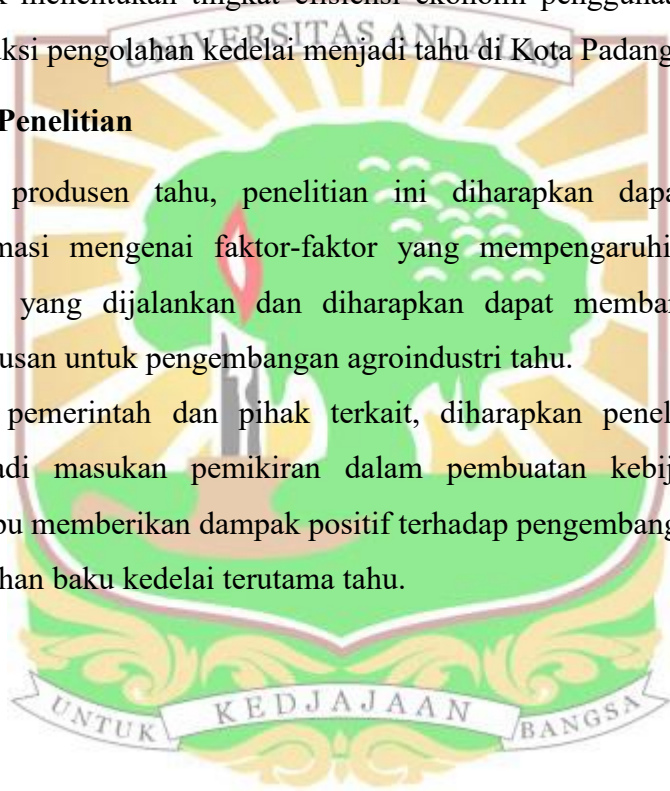 menentukan tingkat efisiensi ekonomi
UNIVERSITAS ANDALAS
aksi pengolahan kedelai menjadi tahu di Kota Padang
Penelitian
produsen tahu, penelitian ini diharapkan dapa
masi mengenai faktor-faktor yang mempengaruhi
yang dijalankan dan diharapkan dapat memba
usan untuk pengembangan agroindustri tahu.
pemerintah dan pihak terkait, diharapkan penel
adi masukan pemikiran dalam pembuatan kebij
pu memberikan dampak positif terhadap pengembang
han baku kedelai terutama tahu.
UNTUK KEDJAJAAN BANGSA